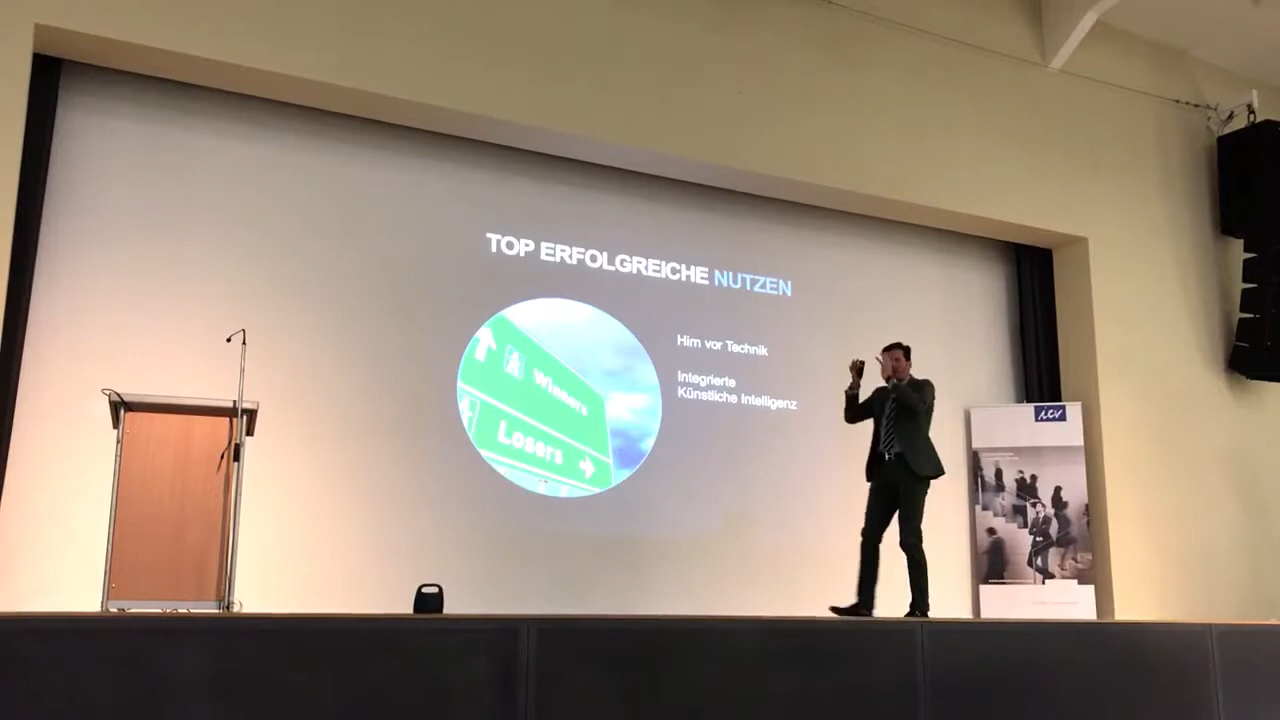 TOP ERFOLGREICHE NUTZEN
Hirn vor Technik
Integrierte
Künstliche Intelligenz
Winners
Losers
icv